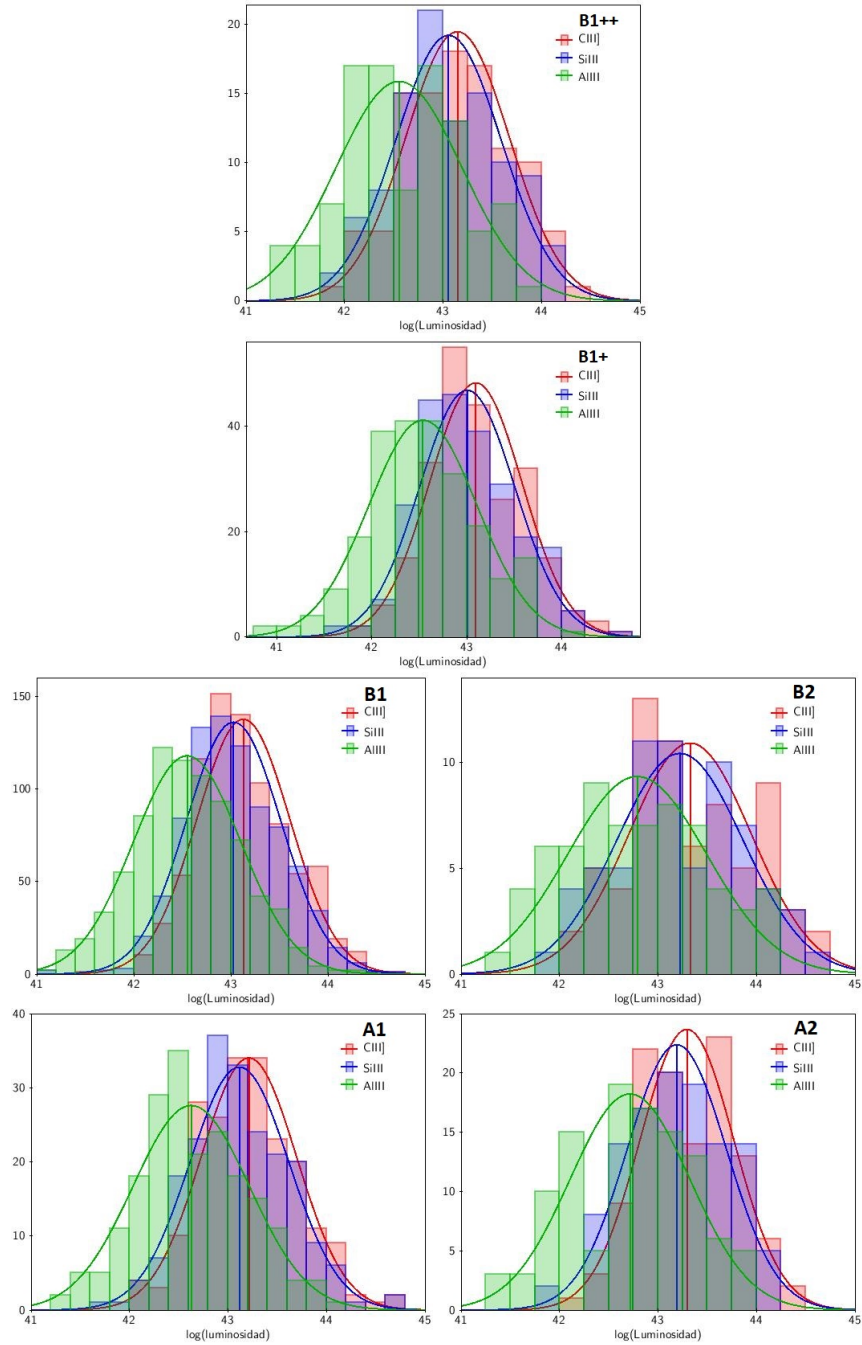 B1++
CIII]
SiIII
AlIII
20
15
10
5
0
41 42 43 44 45
log(Luminosidad)
B1+
CIII]
SiIII
AlIII
40
20
0
41 42 43 44
log(Luminosidad)
B1
CIII]
SiIII
AlIII
150
100
50
0
41 42 43 44 45
log(Luminosidad)
B2
CIII]
SiIII
AlIII
10
5
0
41 42 43 44 45
log(Luminosidad)
A1
CIII]
SiIII
AlIII
40
30
20
10
0
41 42 43 44 45
log(luminosidad)
A2
CIII]
SiIII
AlIII
25
20
15
10
5
0
41 42 43 44 45
log(Luminosidad)